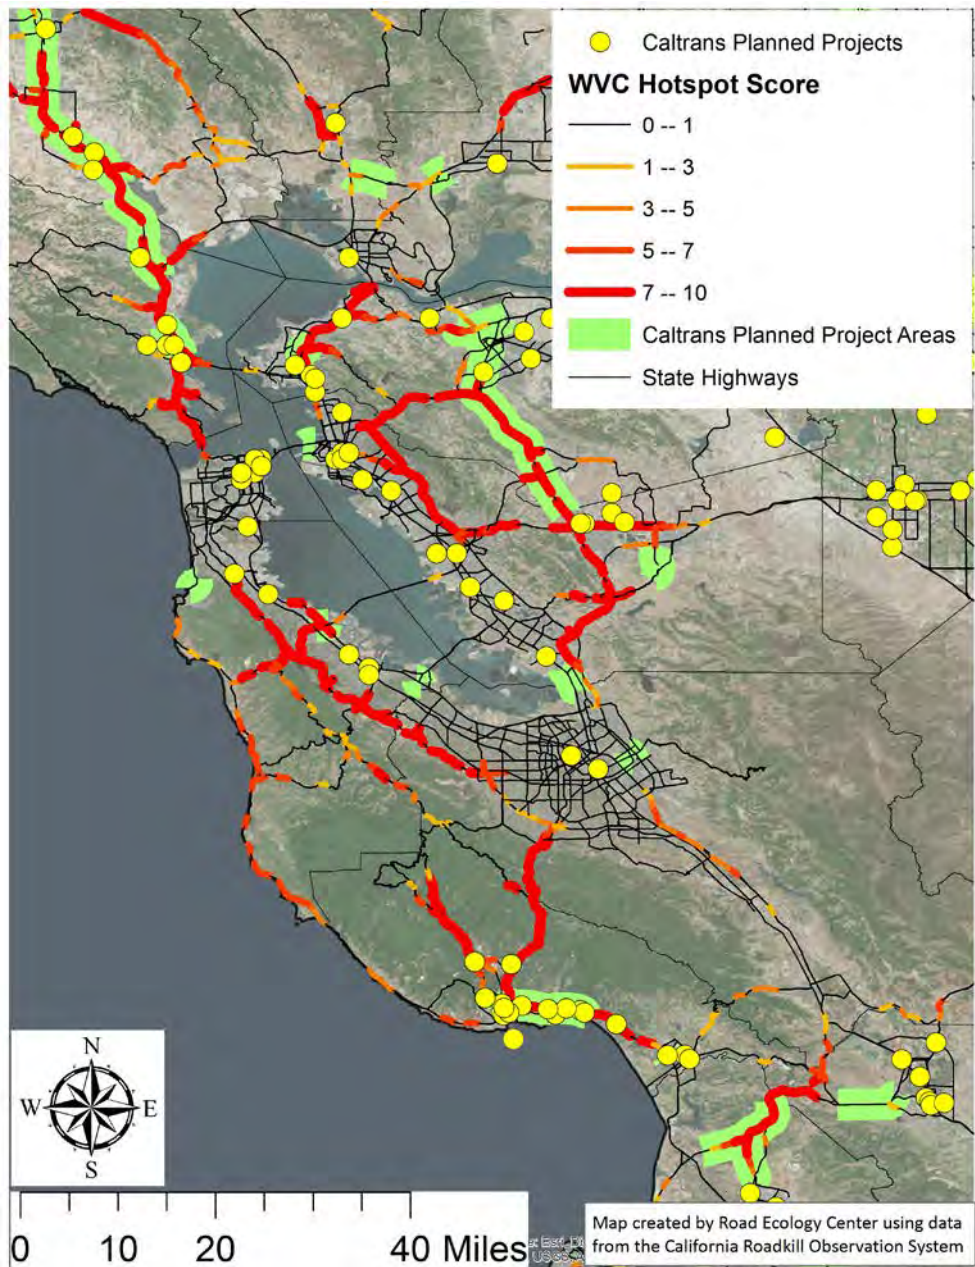 Caltrans Planned Projects
WVC Hotspot Score
0 -- 1
1 -- 3
3 -- 5
5 -- 7
7 -- 10
Caltrans Planned Project Areas
State Highways
N
W E
S
0 10 20 40 Miles
Map created by Road Ecology Center using data
from the California Roadkill Observation System